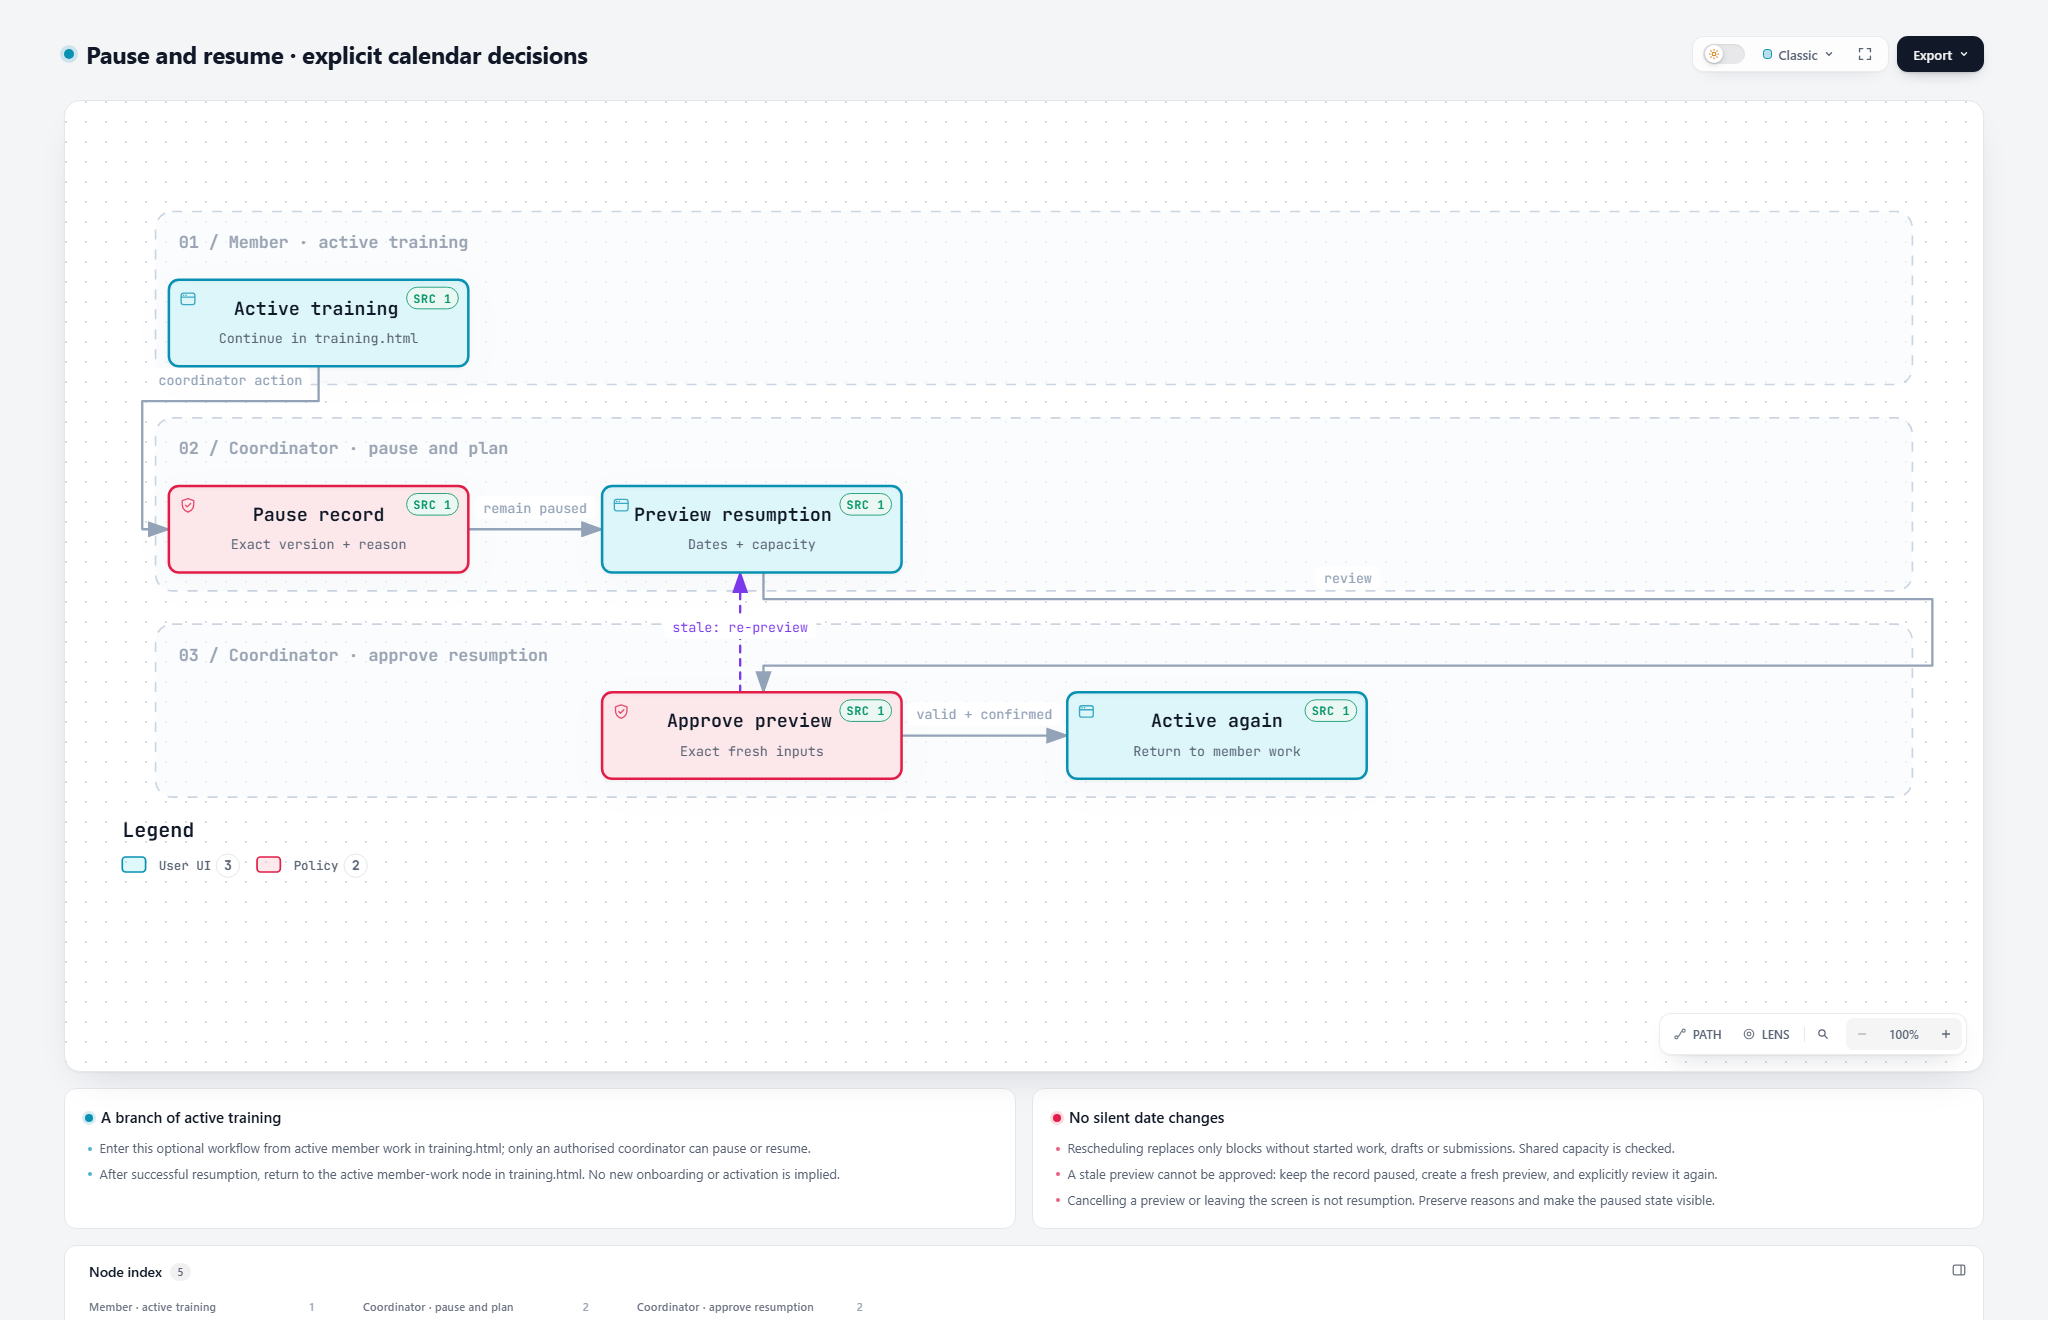 Pause and resume · explicit calendar decisions
Classic
Export
01 / Member · active training
Active training
SRC 1
Continue in training.html
coordinator action
02 / Coordinator · pause and plan
Pause record
SRC 1
Exact version + reason
remain paused
Preview resumption
SRC 1
Dates + capacity
review
stale: re-preview
03 / Coordinator · approve resumption
Approve preview
SRC 1
Exact fresh inputs
valid + confirmed
Active again
SRC 1
Return to member work
Legend
User UI 3
Policy 2
PATH
LENS
100%
A branch of active training
• Enter this optional workflow from active member work in training.html; only an authorised coordinator can pause or resume.
• After successful resumption, return to the active member-work node in training.html. No new onboarding or activation is implied.
No silent date changes
• Rescheduling replaces only blocks without started work, drafts or submissions. Shared capacity is checked.
• A stale preview cannot be approved: keep the record paused, create a fresh preview, and explicitly review it again.
• Cancelling a preview or leaving the screen is not resumption. Preserve reasons and make the paused state visible.
Node index 5
Member · active training 1
Coordinator · pause and plan 2
Coordinator · approve resumption 2